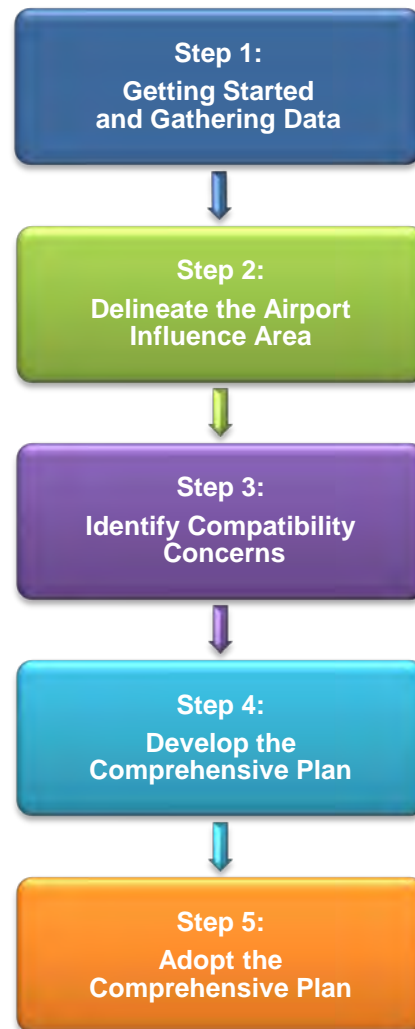 Step 1:
Getting Started
and Gathering Data
Step 2:
Delineate the Airport
Influence Area
Step 3:
Identify Compatibility
Concerns
Step 4:
Develop the
Comprehensive Plan
Step 5:
Adopt the
Comprehensive Plan